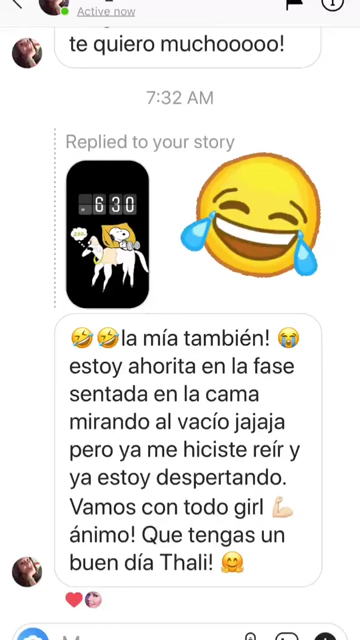 Active now
te quiero muchooooo!
7:32 AM
Replied to your story
6 30
🤣🤣la mía también! 😭
estoy ahorita en la fase
sentada en la cama
mirando al vacío jajaja
pero ya me hiciste reír y
ya estoy despertando.
Vamos con todo girl 💪🏻
ánimo! Que tengas un
buen día Thali! 🤗